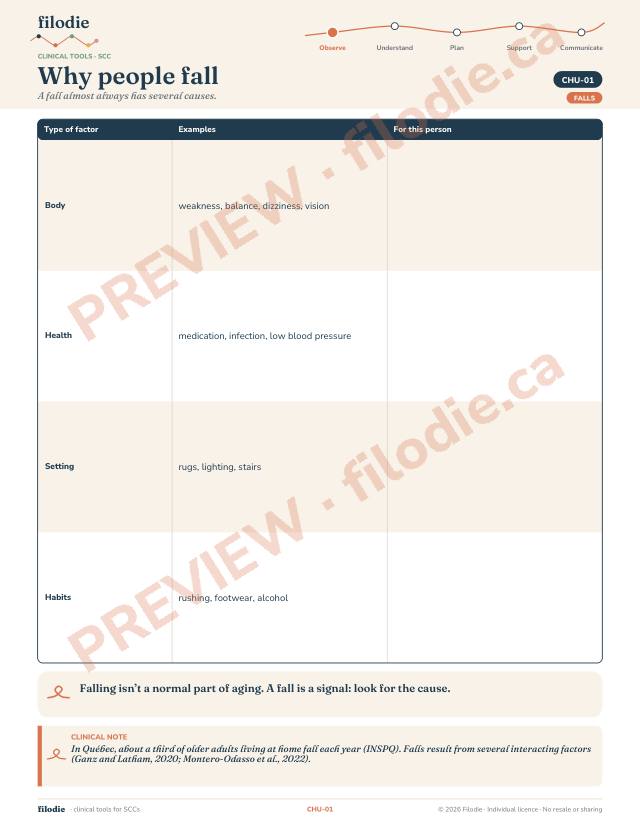 filodie
CLINICAL TOOLS · SCC
Observe
Understand
Plan
Support
Communicate
Why people fall
A fall almost always has several causes.
CHU-01
FALLS
Type of factor
Examples
For this person
Body
weakness, balance, dizziness, vision
Health
medication, infection, low blood pressure
Setting
rugs, lighting, stairs
Habits
rushing, footwear, alcohol
PREVIEW · filodie.ca
PREVIEW · filodie.ca
Falling isn’t a normal part of aging. A fall is a signal: look for the cause.
CLINICAL NOTE
In Québec, about a third of older adults living at home fall each year (INSPQ). Falls result from several interacting factors
(Ganz and Latham, 2020; Montero-Odasso et al., 2022).
filodie · clinical tools for SCCs
CHU-01
© 2026 Filodie · Individual licence · No resale or sharing